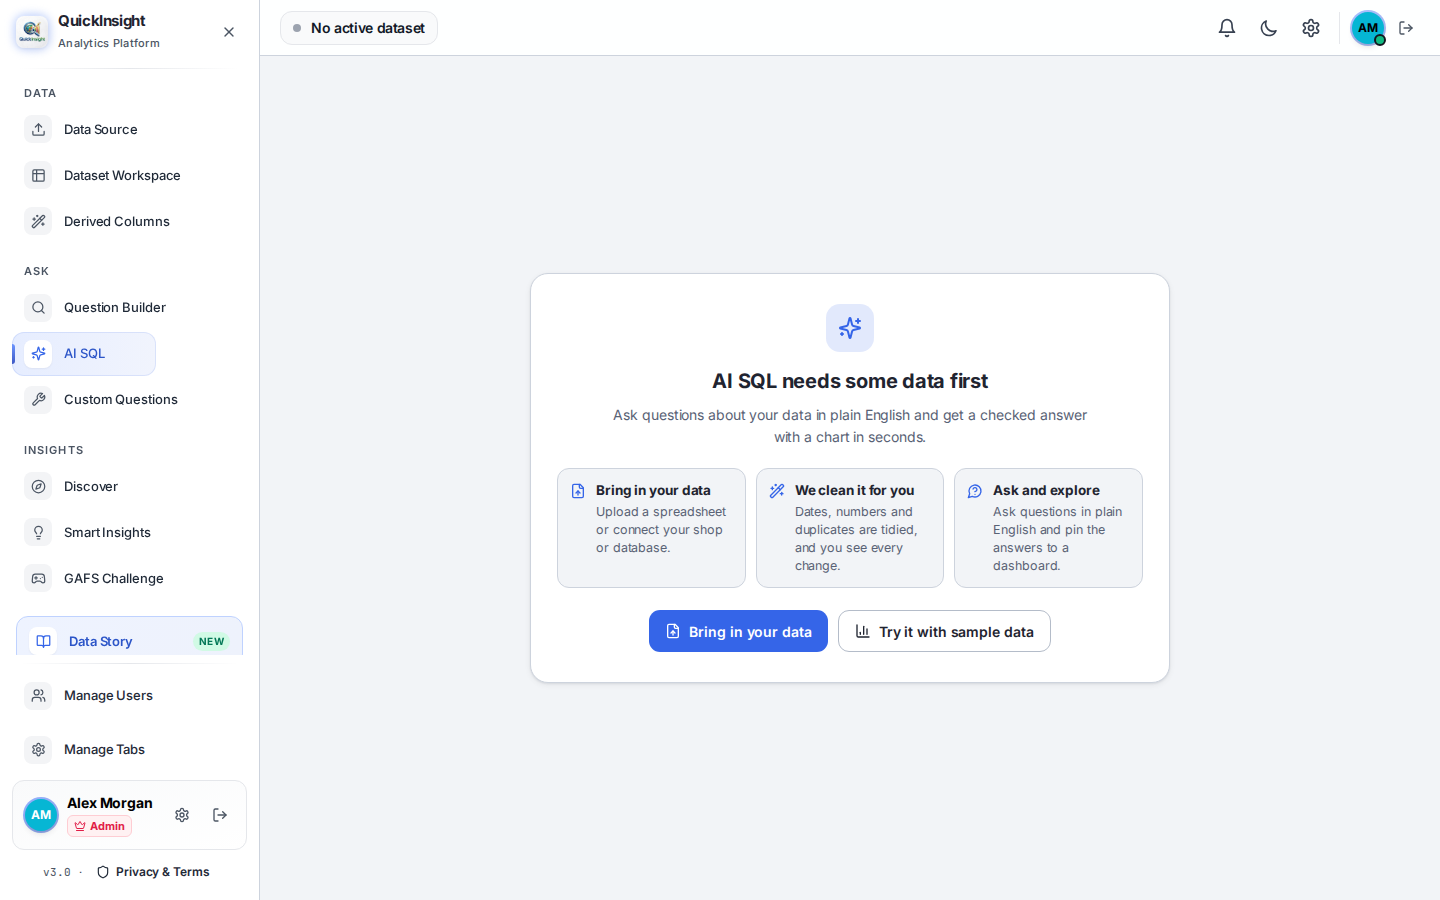 QuickInsight
Analytics Platform
No active dataset
AM
DATA
Data Source
Dataset Workspace
Derived Columns
ASK
Question Builder
AI SQL
Custom Questions
INSIGHTS
Discover
Smart Insights
GAFS Challenge
Data Story
NEW
Manage Users
Manage Tabs
AM
Alex Morgan
Admin
v3.0 · Privacy & Terms
AI SQL needs some data first
Ask questions about your data in plain English and get a checked answer
with a chart in seconds.
Bring in your data
Upload a spreadsheet
or connect your shop
or database.
We clean it for you
Dates, numbers and
duplicates are tidied,
and you see every
change.
Ask and explore
Ask questions in plain
English and pin the
answers to a
dashboard.
Bring in your data
Try it with sample data